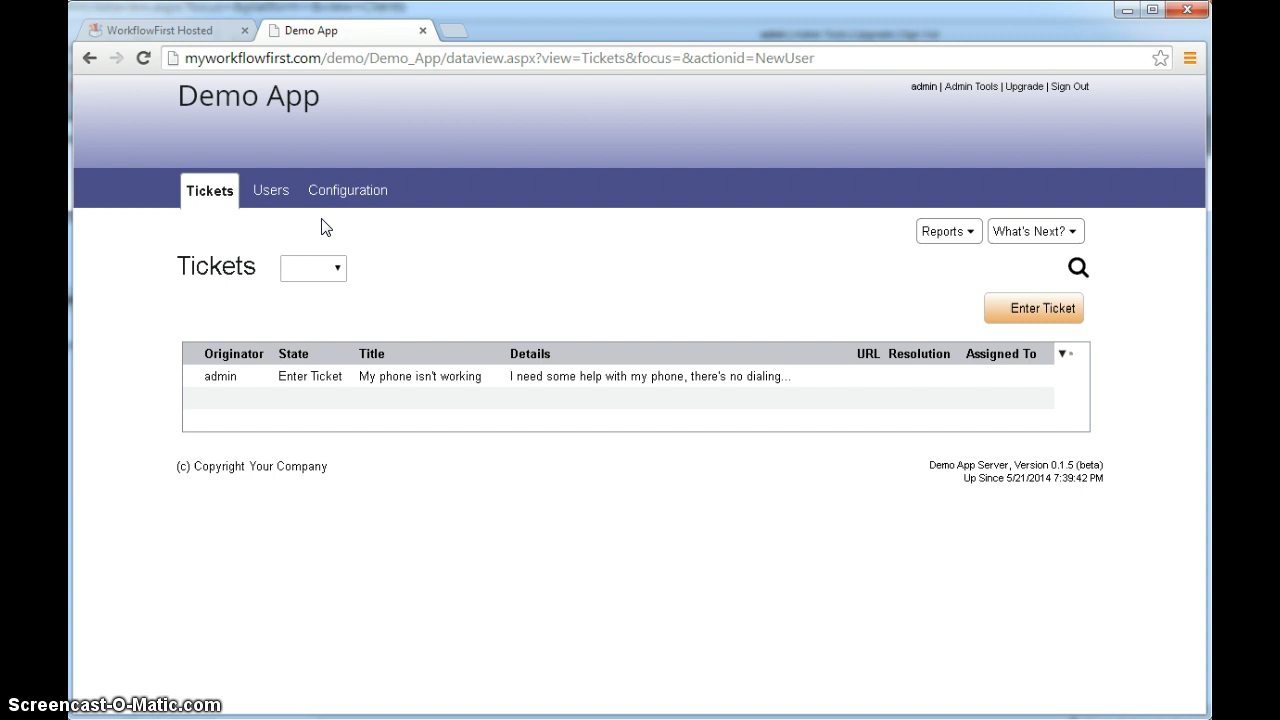 WorkflowFirst Hosted
Demo App
myworkflowfirst.com/demo/Demo_App/dataview.aspx?view=Tickets&focus=&actionid=NewUser
Demo App
admin | Admin Tools | Upgrade | Sign Out
Tickets Users Configuration
Reports What's Next?
Tickets
Enter Ticket
Originator State Title Details URL Resolution Assigned To
admin Enter Ticket My phone isn't working I need some help with my phone, there's no dialing...
(c) Copyright Your Company
Demo App Server, Version 0.1.5 (beta)
Up Since 5/21/2014 7:39:42 PM
Screencast-O-Matic.com